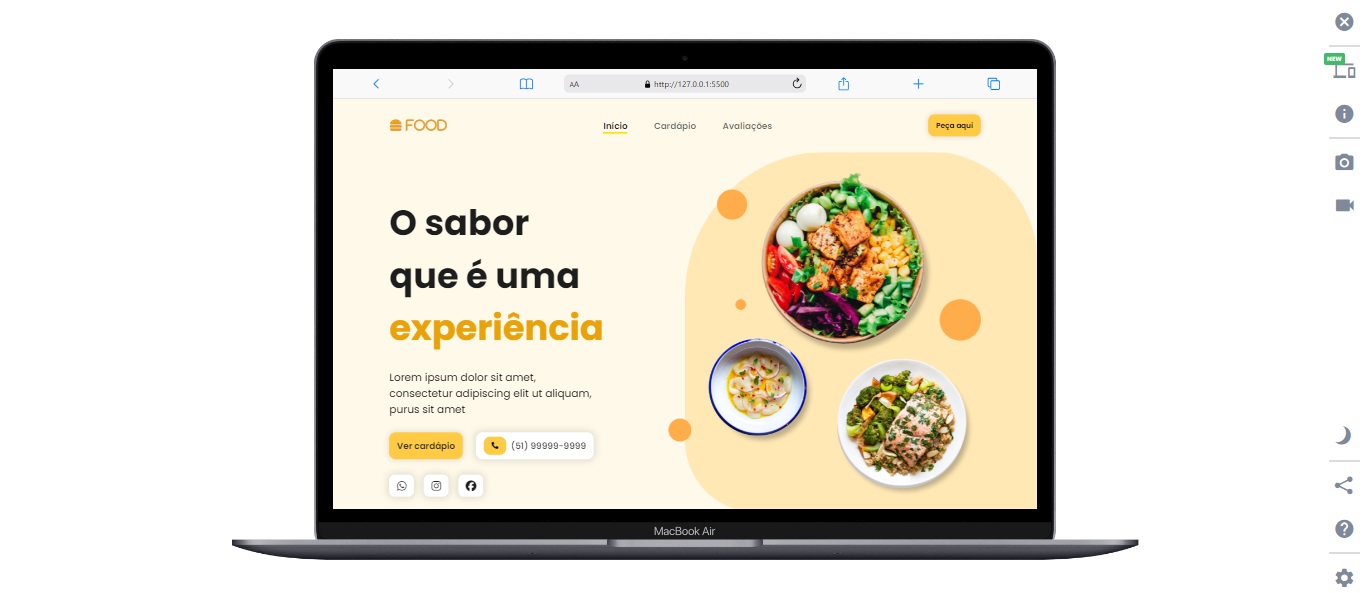 NEW
AA
http://127.0.0.1:5500
FOOD
Início
Cardápio
Avaliações
Peça aqui
O sabor
que é uma
experiência
Lorem ipsum dolor sit amet,
consectetur adipiscing elit ut aliquam,
purus sit amet
Ver cardápio
(51) 99999-9999
MacBook Air